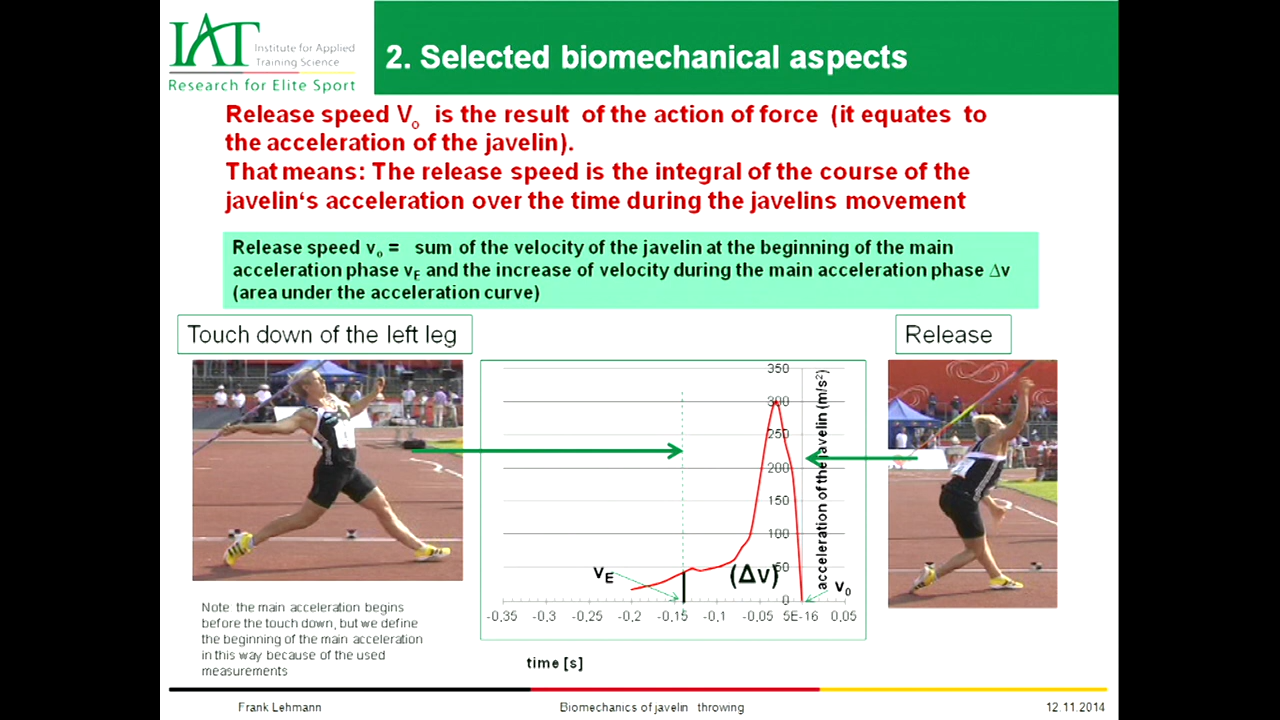 IAT Institute for Applied
Training Science
Research for Elite Sport
2. Selected biomechanical aspects
Release speed Vo is the result of the action of force (it equates to
the acceleration of the javelin).
That means: The release speed is the integral of the course of the
javelin‘s acceleration over the time during the javelins movement
Release speed vo = sum of the velocity of the javelin at the beginning of the main
acceleration phase vE and the increase of velocity during the main acceleration phase Δv
(area under the acceleration curve)
Touch down of the left leg
Release
350
300
250
200
150
100
50
0
acceleration of the javelin (m/s²)
vE
(Δv)
v0
-0,35 -0,3 -0,25 -0,2 -0,15 -0,1 -0,05 5E-16 0,05
time [s]
Note the main acceleration begins
before the touch down, but we define
the beginning of the main acceleration
in this way because of the used
measurements
Frank Lehmann
Biomechanics of javelin throwing
12.11.2014